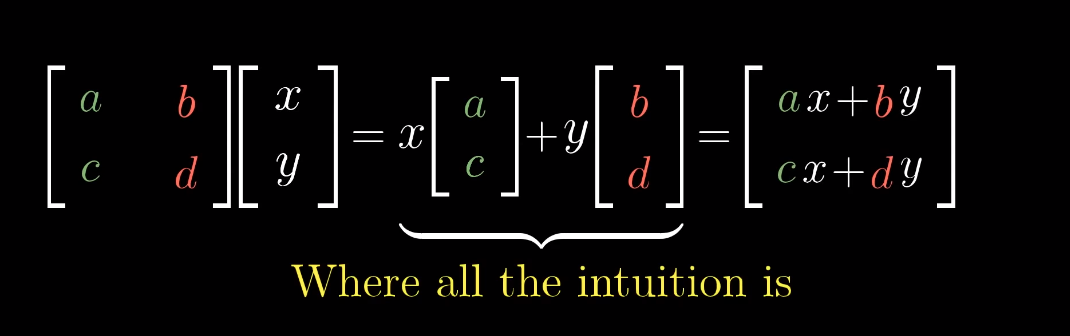 [a b; c d] [x; y] = x [a; c] + y [b; d] = [ax+by; cx+dy]
Where all the intuition is